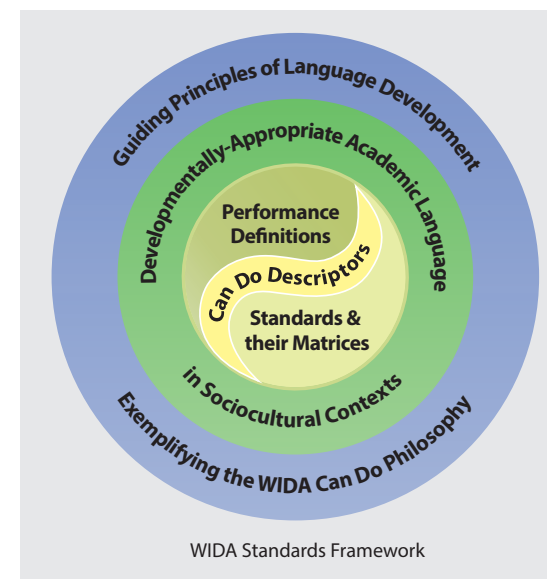 Guiding Principles of Language Development
Developmentally-Appropriate Academic Language
Performance
Definitions
Can Do Descriptors
Standards &
their Matrices
in Sociocultural Contexts
Exemplifying the WIDA Can Do Philosophy
WIDA Standards Framework